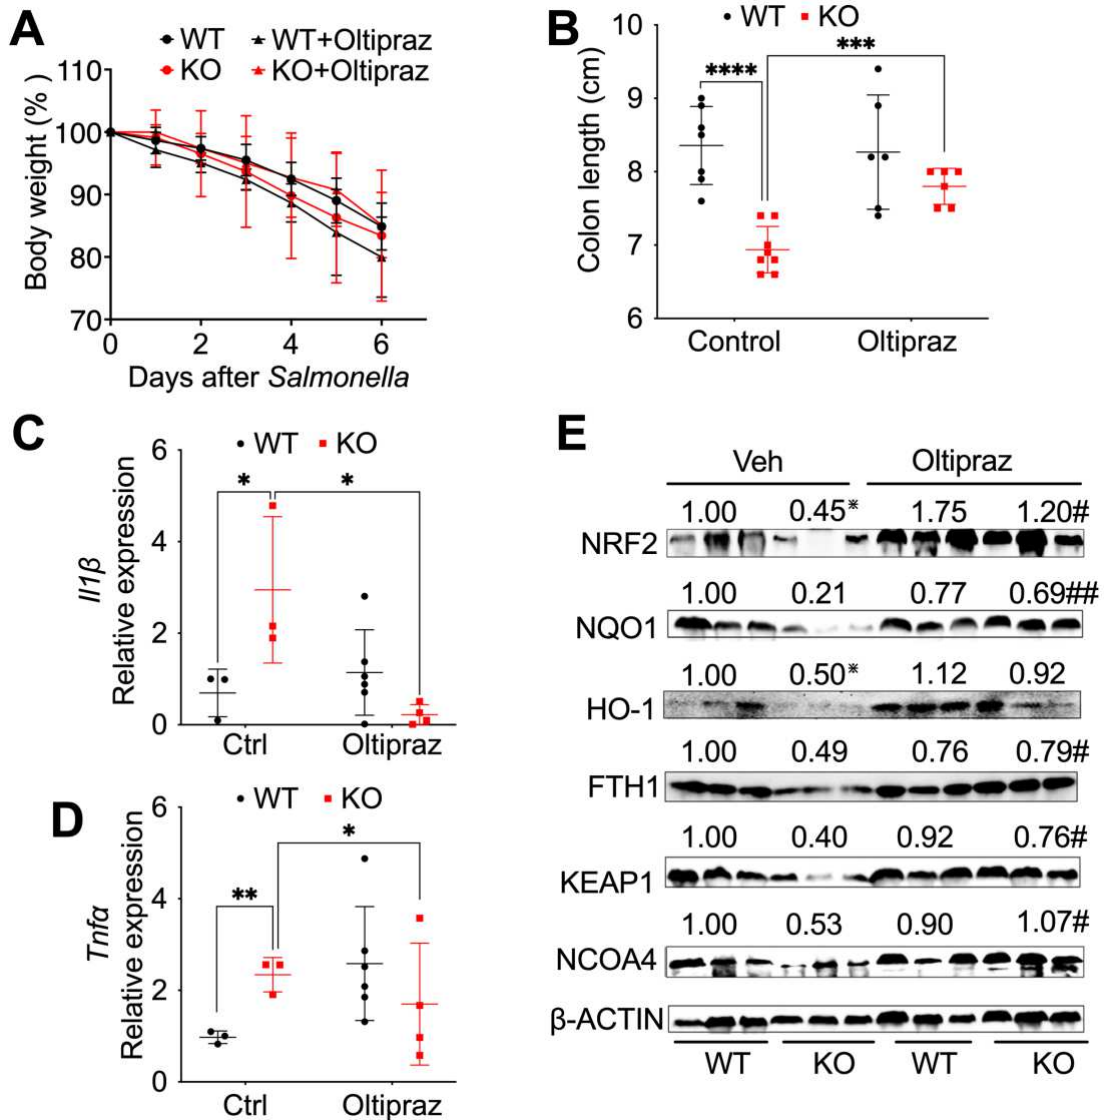 A
WT WT+Oltipraz
KO KO+Oltipraz
Body weight (%)
110
100
90
80
70
0 2 4 6
Days after Salmonella
B
WT KO
Colon length (cm)
10
9
8
7
6
**** ***
Control Oltipraz
C
WT KO
Il1β
Relative expression
6
4
2
0
* *
Ctrl Oltipraz
D
WT KO
Tnfα
Relative expression
6
4
2
0
** *
Ctrl Oltipraz
E
Veh Oltipraz
1.00 0.45* 1.75 1.20#
NRF2
1.00 0.21 0.77 0.69##
NQO1
1.00 0.50* 1.12 0.92
HO-1
1.00 0.49 0.76 0.79#
FTH1
1.00 0.40 0.92 0.76#
KEAP1
1.00 0.53 0.90 1.07#
NCOA4
β-ACTIN
WT KO WT KO